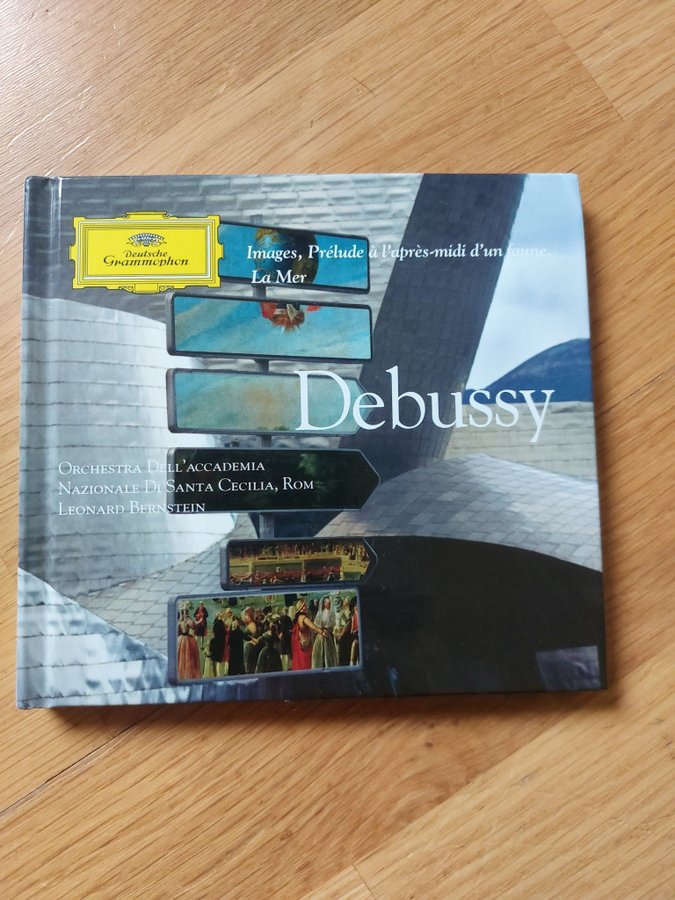 Deutsche
Grammophon
Images, Prélude à l'après-midi d'un faune,
La Mer
Debussy
ORCHESTRA DELL'ACCADEMIA
NAZIONALE DI SANTA CECILIA, ROM
LEONARD BERNSTEIN